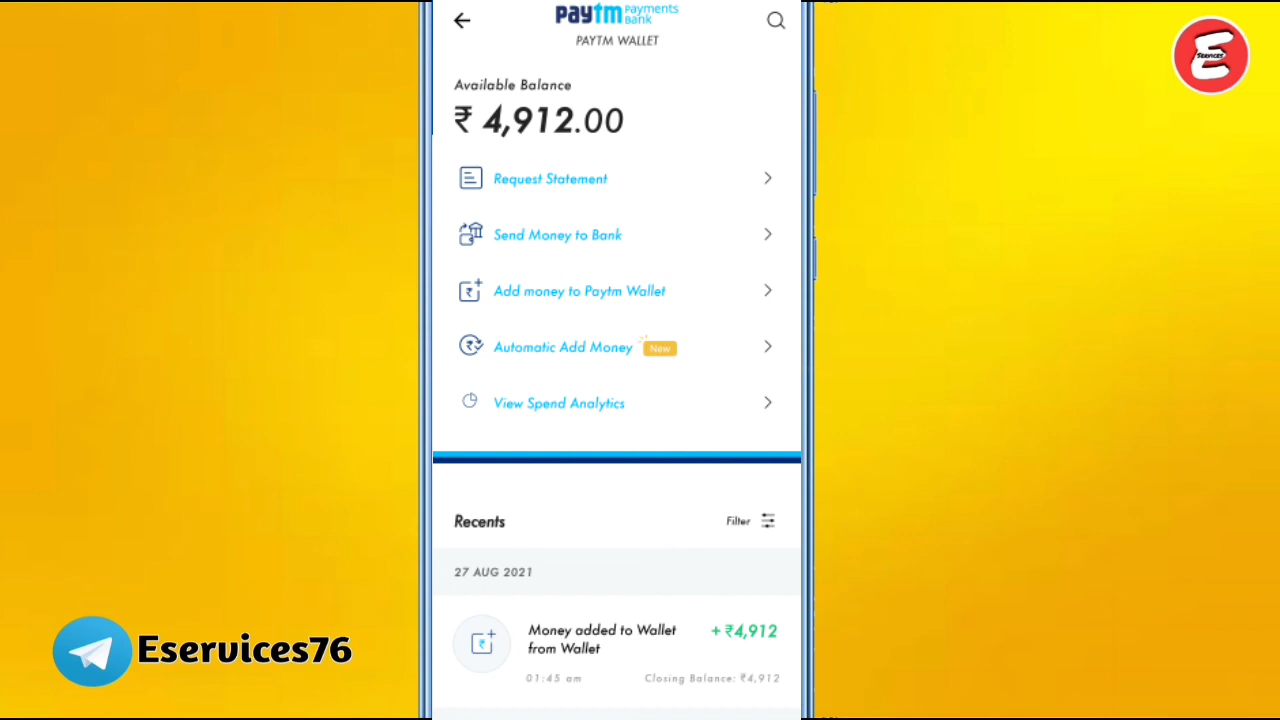 paytm Payments Bank
PAYTM WALLET
E
SERVICES
Available Balance
₹ 4,912.00
Request Statement
Send Money to Bank
Add money to Paytm Wallet
Automatic Add Money New
View Spend Analytics
Recents Filter
27 AUG 2021
Money added to Wallet + ₹4,912
from Wallet
01:45 am Closing Balance: ₹4,912
Eservices76